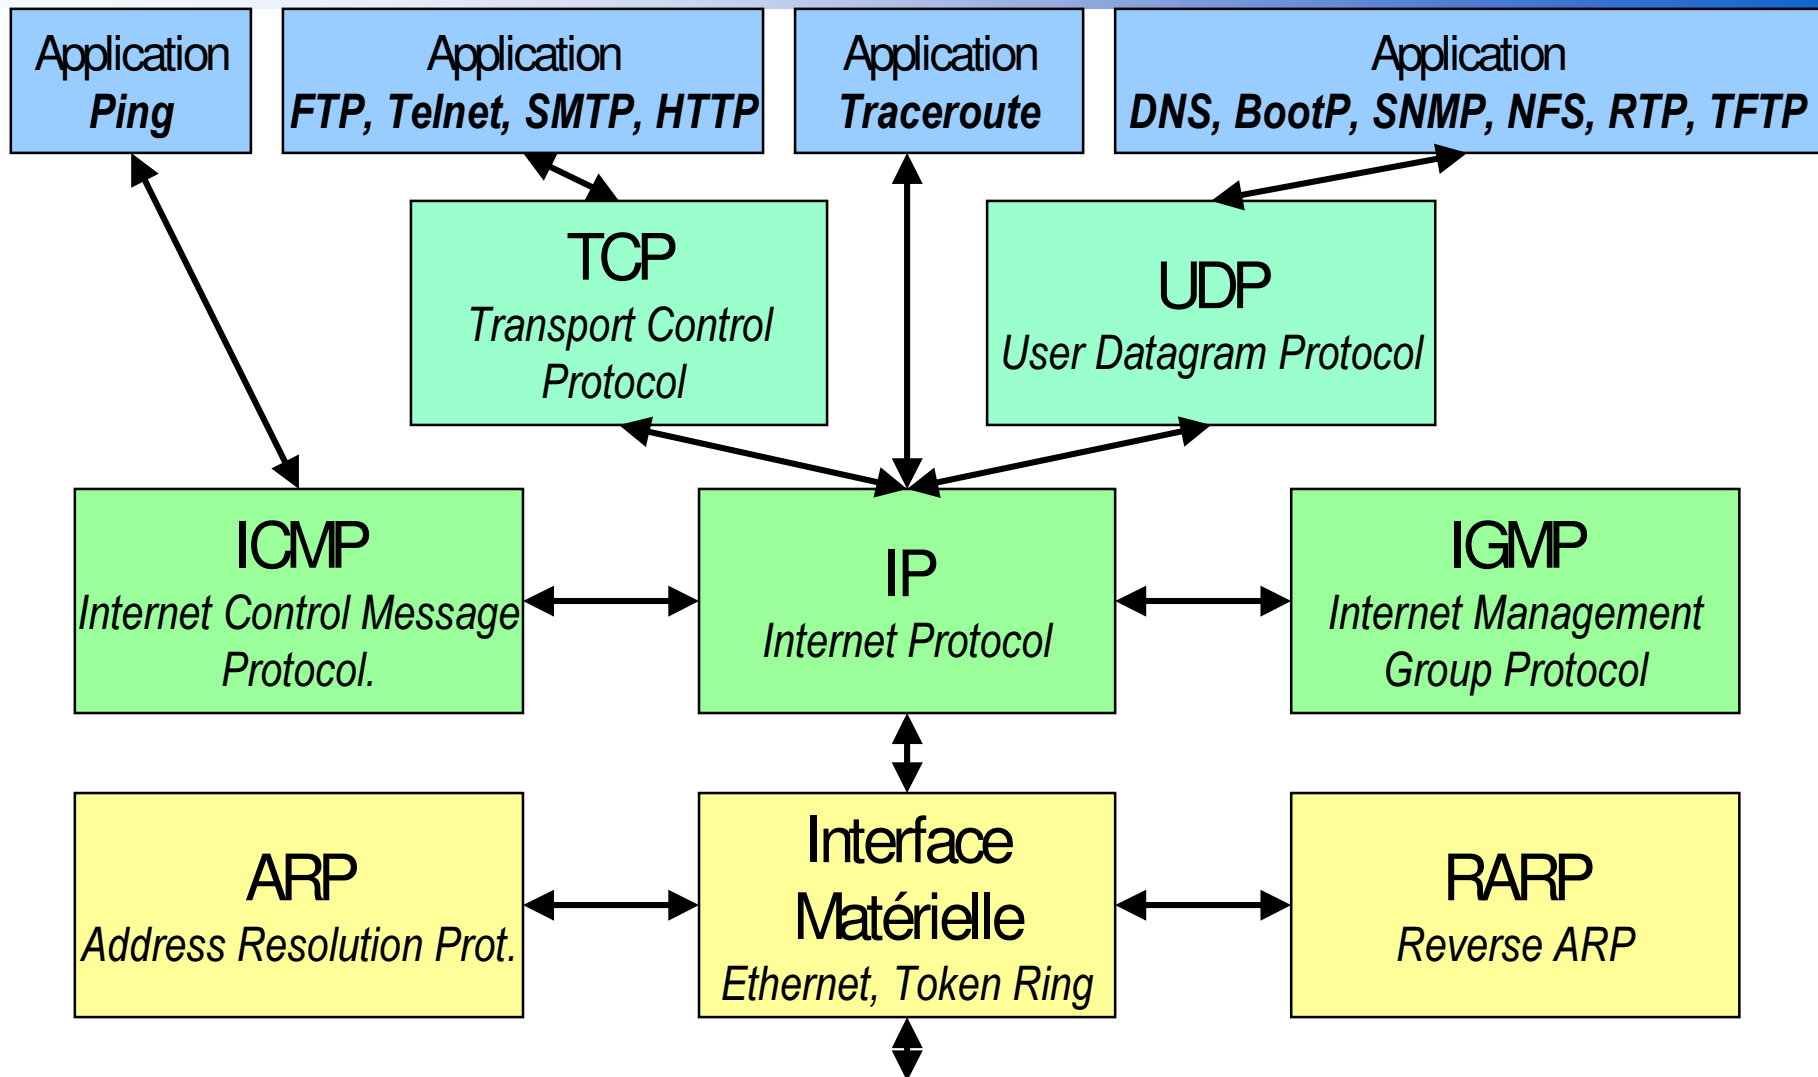 Application
Ping
Application
FTP, Telnet, SMTP, HTTP
Application
Traceroute
Application
DNS, BootP, SNMP, NFS, RTP, TFTP
TCP
Transport Control
Protocol
UDP
User Datagram Protocol
ICMP
Internet Control Message
Protocol.
IP
Internet Protocol
IGMP
Internet Management
Group Protocol
ARP
Address Resolution Prot.
Interface
Matérielle
Ethernet, Token Ring
RARP
Reverse ARP